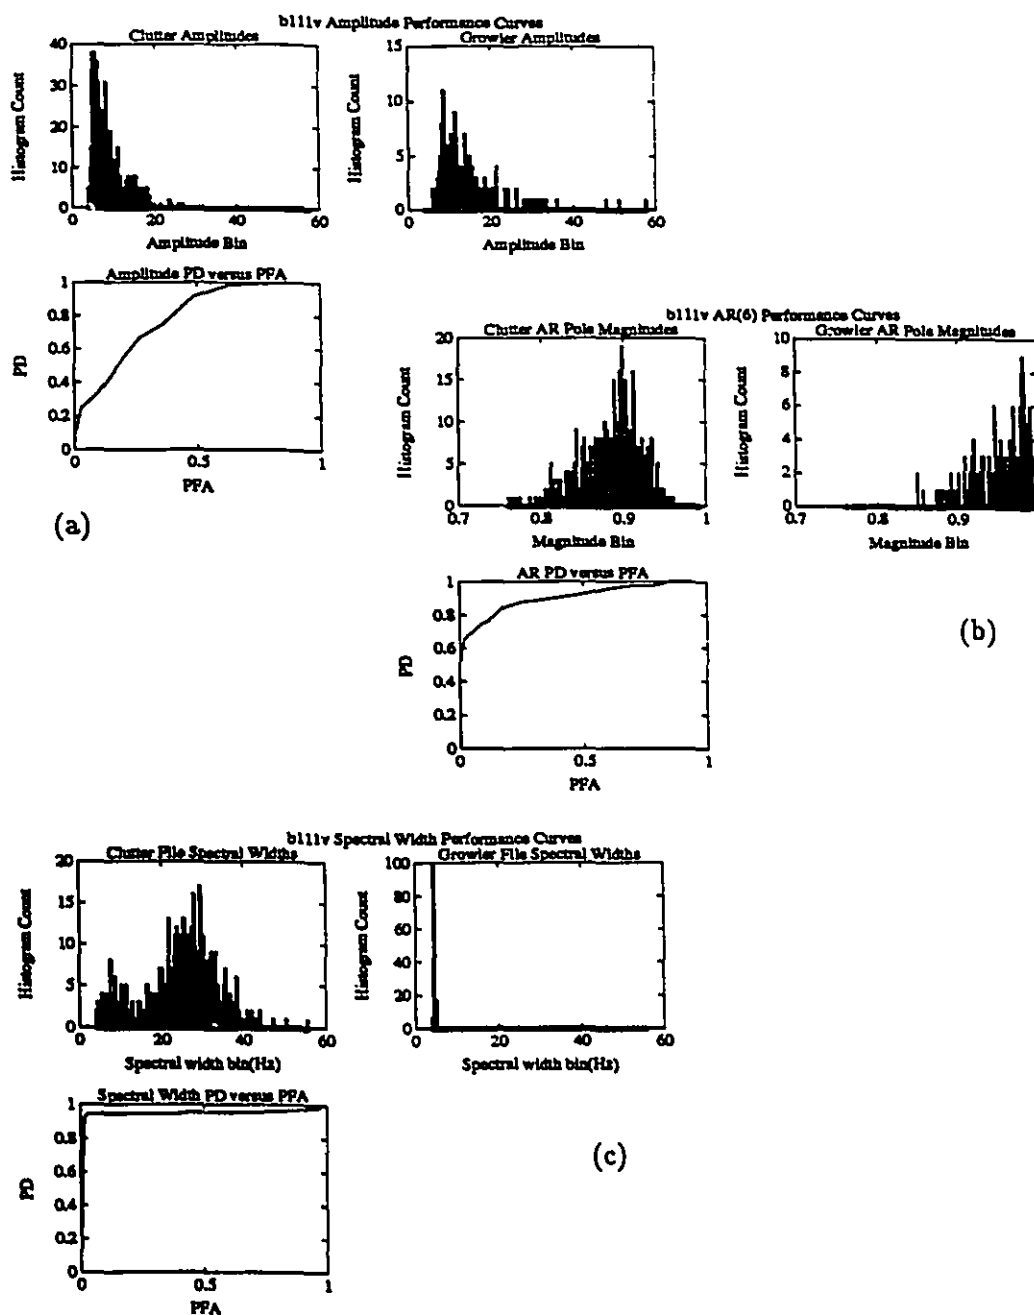 b111v Amplitude Performance Curves
Clutter Amplitudes
40
30
20
10
0
Histogram Count
0 20 40 60
Amplitude Bin
Growler Amplitudes
15
10
5
0
Histogram Count
0 20 40 60
Amplitude Bin
Amplitude PD versus PFA
1
0.8
0.6
0.4
0.2
0
PD
0 0.5 1
PFA
(a)
b111v AR(6) Performance Curves
Clutter AR Pole Magnitudes
20
15
10
5
0
Histogram Count
0.7 0.8 0.9 1
Magnitude Bin
Growler AR Pole Magnitudes
10
8
6
4
2
0
Histogram Count
0.7 0.8 0.9
Magnitude Bin
AR PD versus PFA
1
0.8
0.6
0.4
0.2
0
PD
0 0.5 1
PFA
(b)
b111v Spectral Width Performance Curves
Clutter File Spectral Widths
20
15
10
5
0
Histogram Count
0 20 40 60
Spectral width bin(Hz)
Growler File Spectral Widths
100
80
60
40
20
0
Histogram Count
0 20 40 60
Spectral width bin(Hz)
Spectral Width PD versus PFA
1
0.8
0.6
0.4
0.2
0
PD
0 0.5 1
PFA
(c)